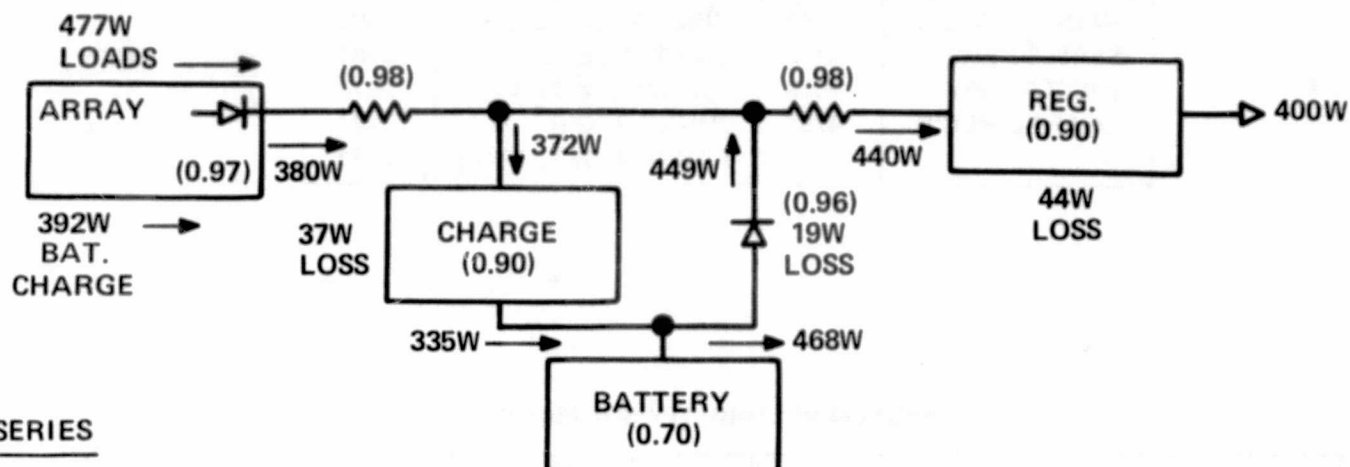 477W
LOADS
ARRAY
(0.97)
392W
BAT.
CHARGE
380W
(0.98)
372W
37W
LOSS
CHARGE
(0.90)
335W
468W
BATTERY
(0.70)
449W
(0.96)
19W
LOSS
(0.98)
440W
REG.
(0.90)
44W
LOSS
400W
SERIES